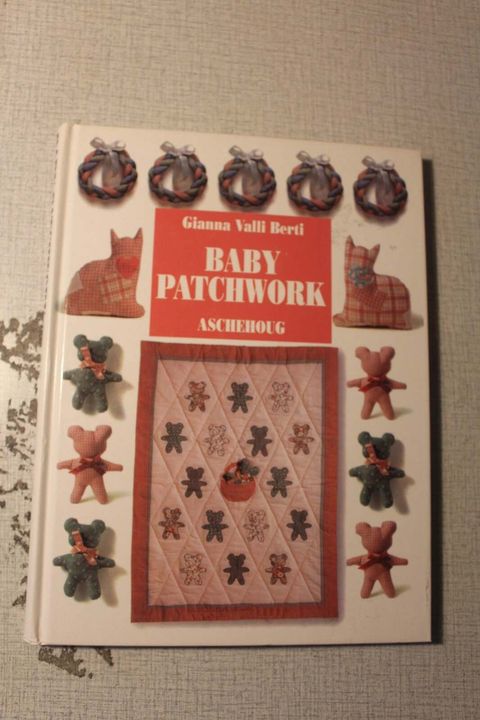 Gianna Valli Berti
BABY
PATCHWORK
ASCHEHOUG